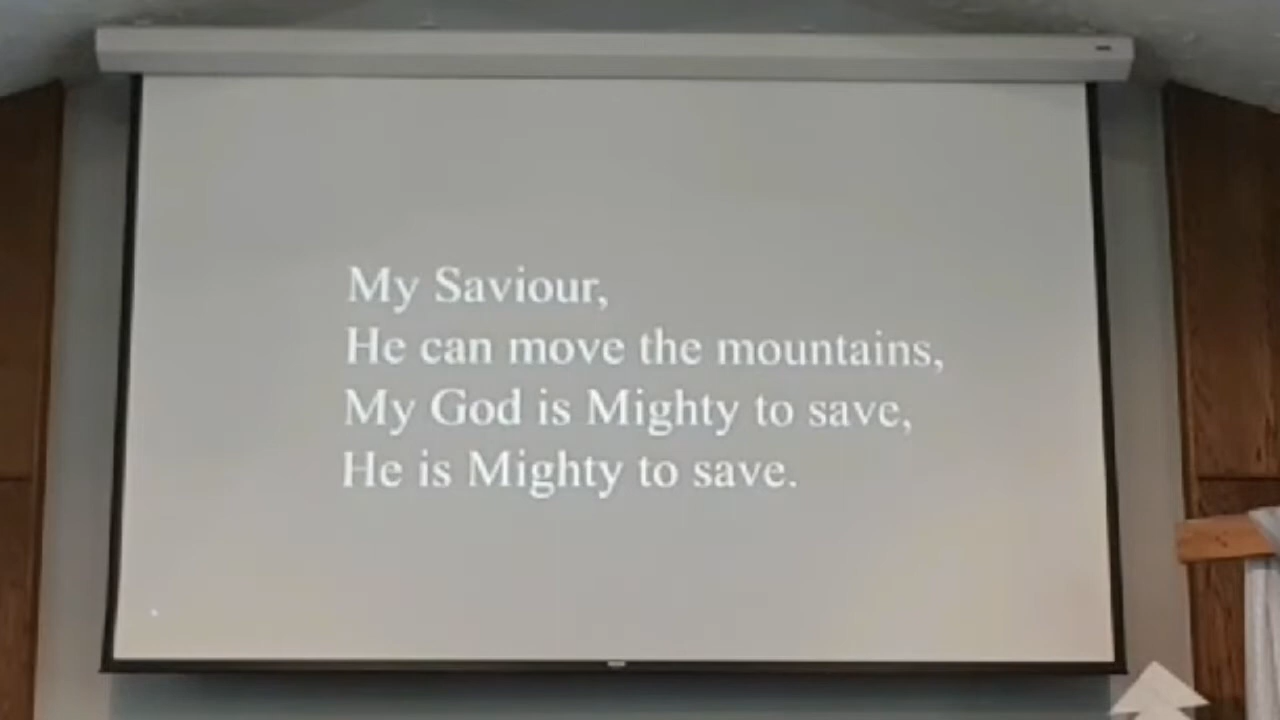 My Saviour,
He can move the mountains,
My God is Mighty to save,
He is Mighty to save.